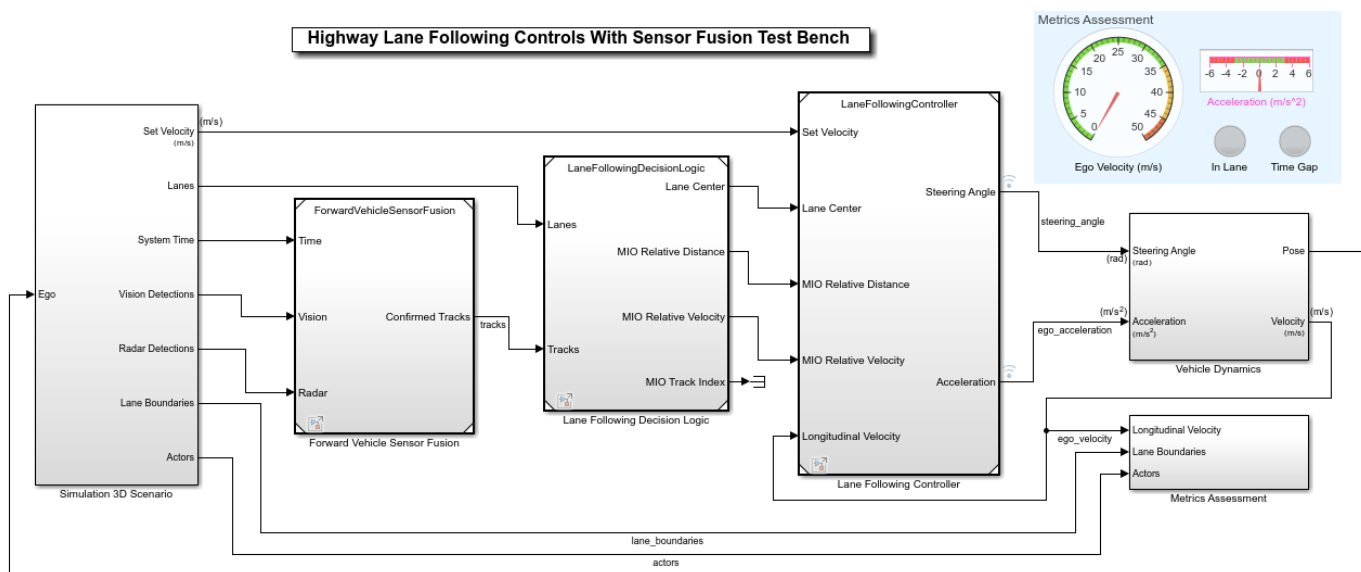 Highway Lane Following Controls With Sensor Fusion Test Bench
Metrics Assessment
0
5
10
15
20
25
30
35
40
45
50
Ego Velocity (m/s)
-6 -4 -2 0 2 4 6
Acceleration (m/s^2)
In Lane
Time Gap
Ego
Set Velocity
(m/s)
Lanes
System Time
Vision Detections
Radar Detections
Lane Boundaries
Actors
Simulation 3D Scenario
(m/s)
ForwardVehicleSensorFusion
Time
Vision
Radar
Confirmed Tracks
Forward Vehicle Sensor Fusion
tracks
LaneFollowingDecisionLogic
Lanes
Tracks
Lane Center
MIO Relative Distance
MIO Relative Velocity
MIO Track Index
Lane Following Decision Logic
LaneFollowingController
Set Velocity
Lane Center
MIO Relative Distance
MIO Relative Velocity
Longitudinal Velocity
Steering Angle
Acceleration
Lane Following Controller
steering_angle
(rad)
(m/s²)
ego_acceleration
Steering Angle
(rad)
Acceleration
(m/s²)
Pose
Velocity
(m/s)
Vehicle Dynamics
(m/s)
ego_velocity
Longitudinal Velocity
Lane Boundaries
Actors
Metrics Assessment
lane_boundaries
actors